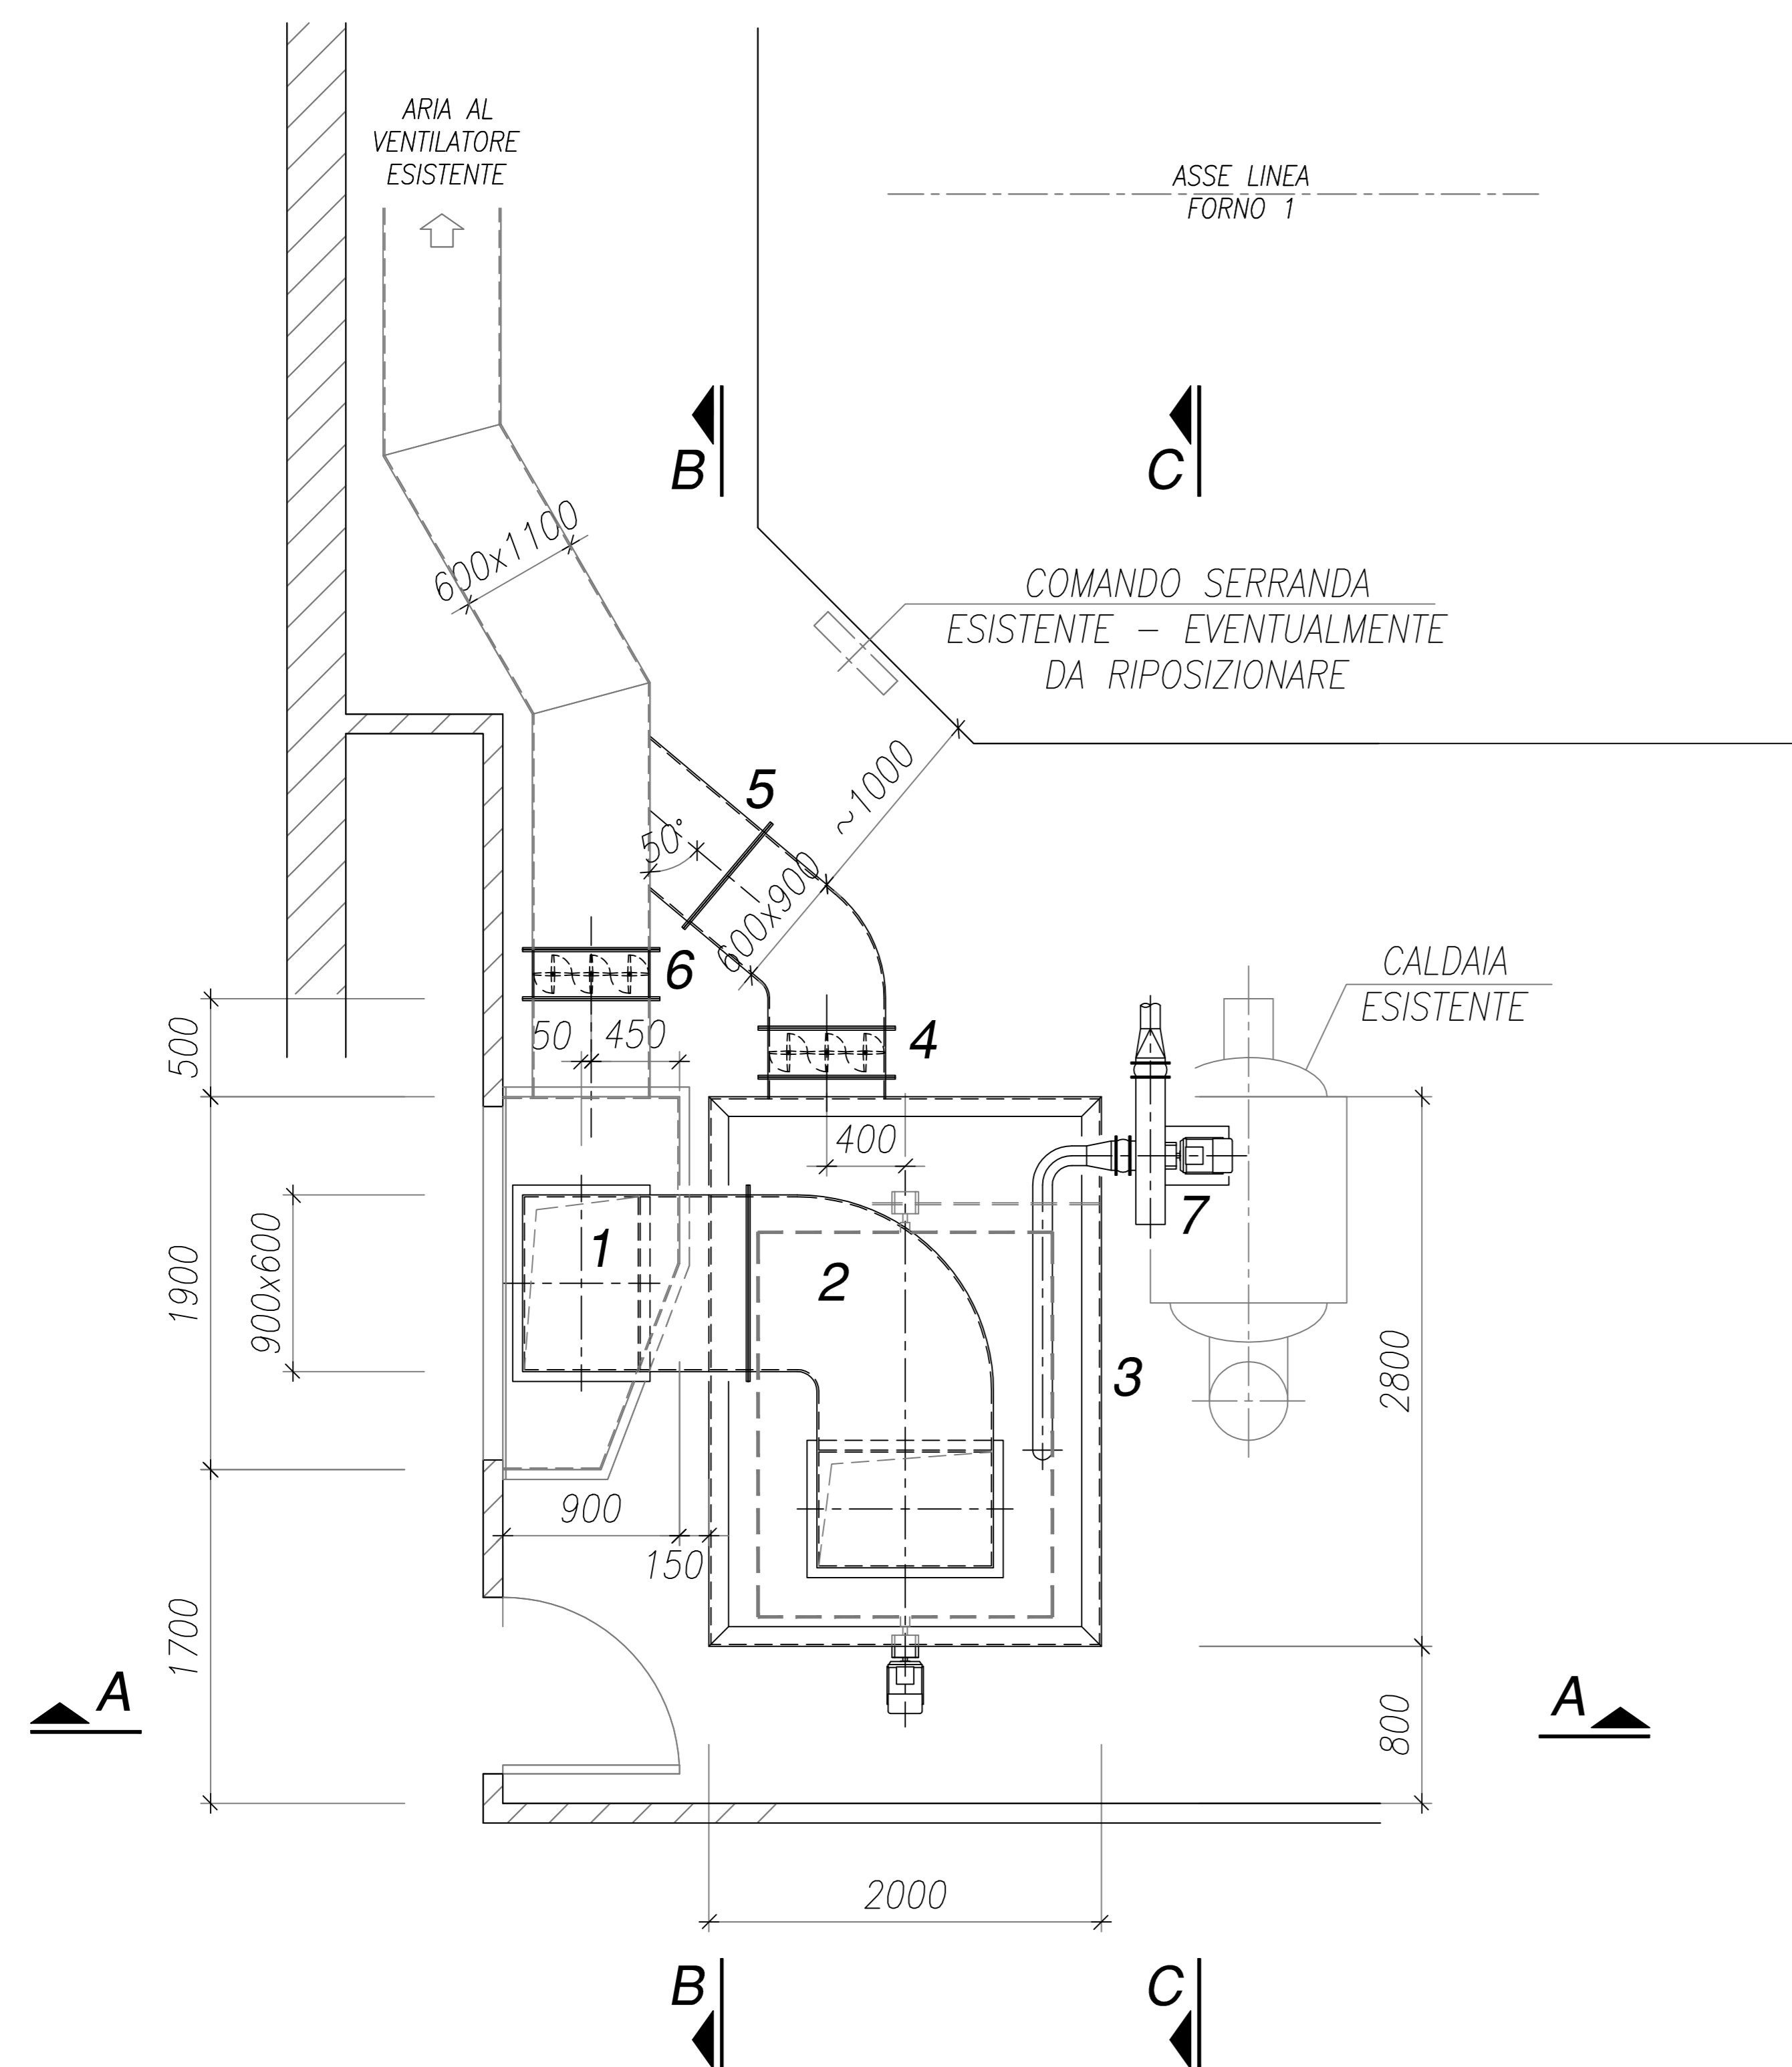 ARIA AL
VENTILATORE
ESISTENTE
ASSE LINEA
FORNO 1
B
C
600x1100
COMANDO SERRANDA
ESISTENTE – EVENTUALMENTE
DA RIPOSIZIONARE
~1000
5
50°
600x900
6
CALDAIA
ESISTENTE
500
50
450
4
400
7
1
2
900x600
1900
3
2800
900
150
1700
A
A
800
2000
B
C